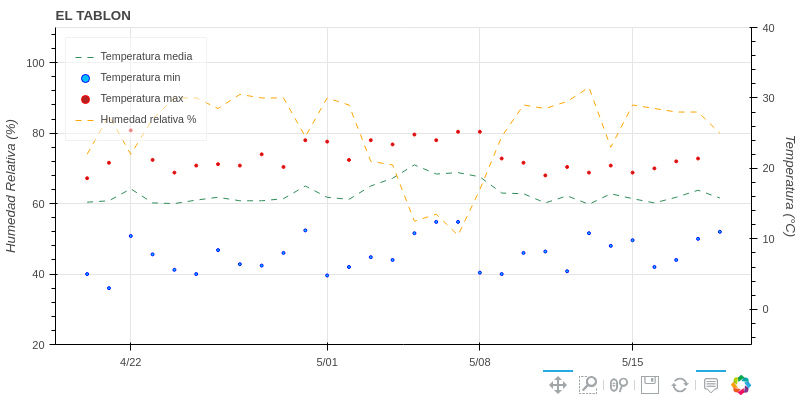 EL TABLON
Temperatura media
Temperatura min
Temperatura max
Humedad relativa %
Humedad Relativa (%)
100
80
60
40
20
40
30
20
10
0
Temperatura (°C)
4/22
5/01
5/08
5/15